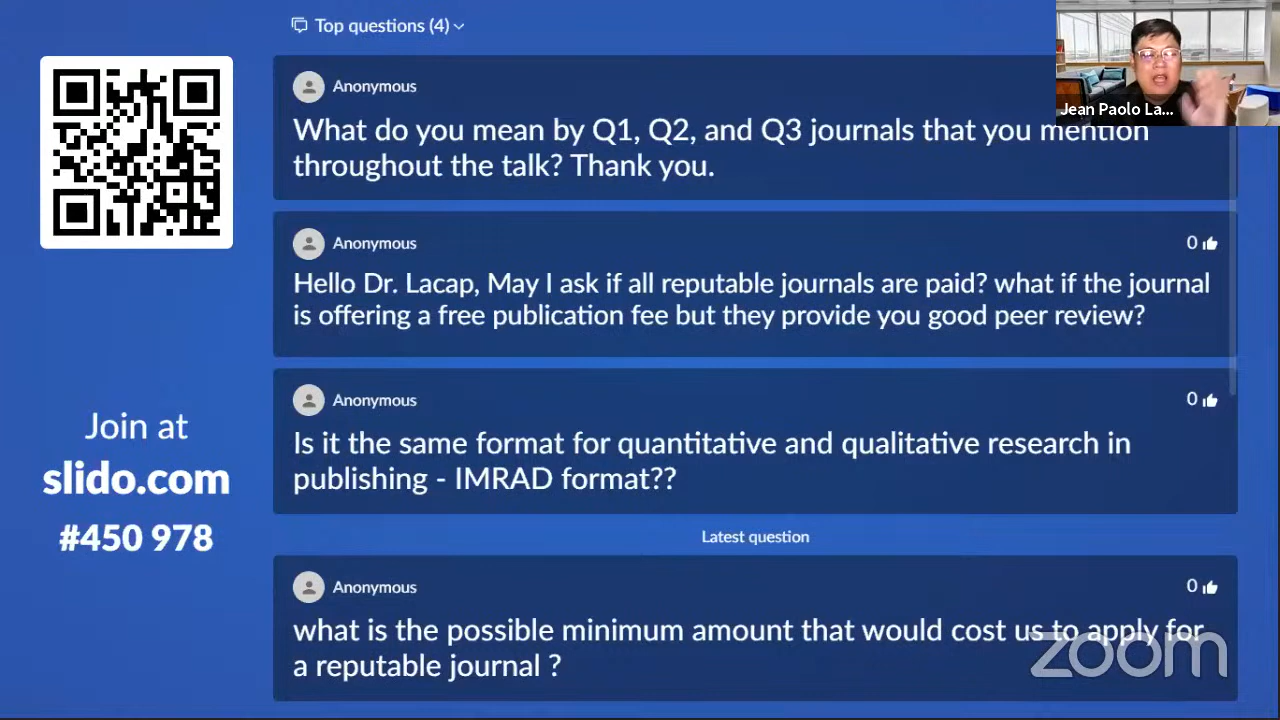 Top questions (4)
Jean Paolo La...
Anonymous
What do you mean by Q1, Q2, and Q3 journals that you mention
throughout the talk? Thank you.
Anonymous
0
Hello Dr. Lacap, May I ask if all reputable journals are paid? what if the journal
is offering a free publication fee but they provide you good peer review?
Anonymous
0
Is it the same format for quantitative and qualitative research in
publishing - IMRAD format??
Join at
slido.com
#450 978
Latest question
Anonymous
0
what is the possible minimum amount that would cost us to apply for
a reputable journal ?
zoom